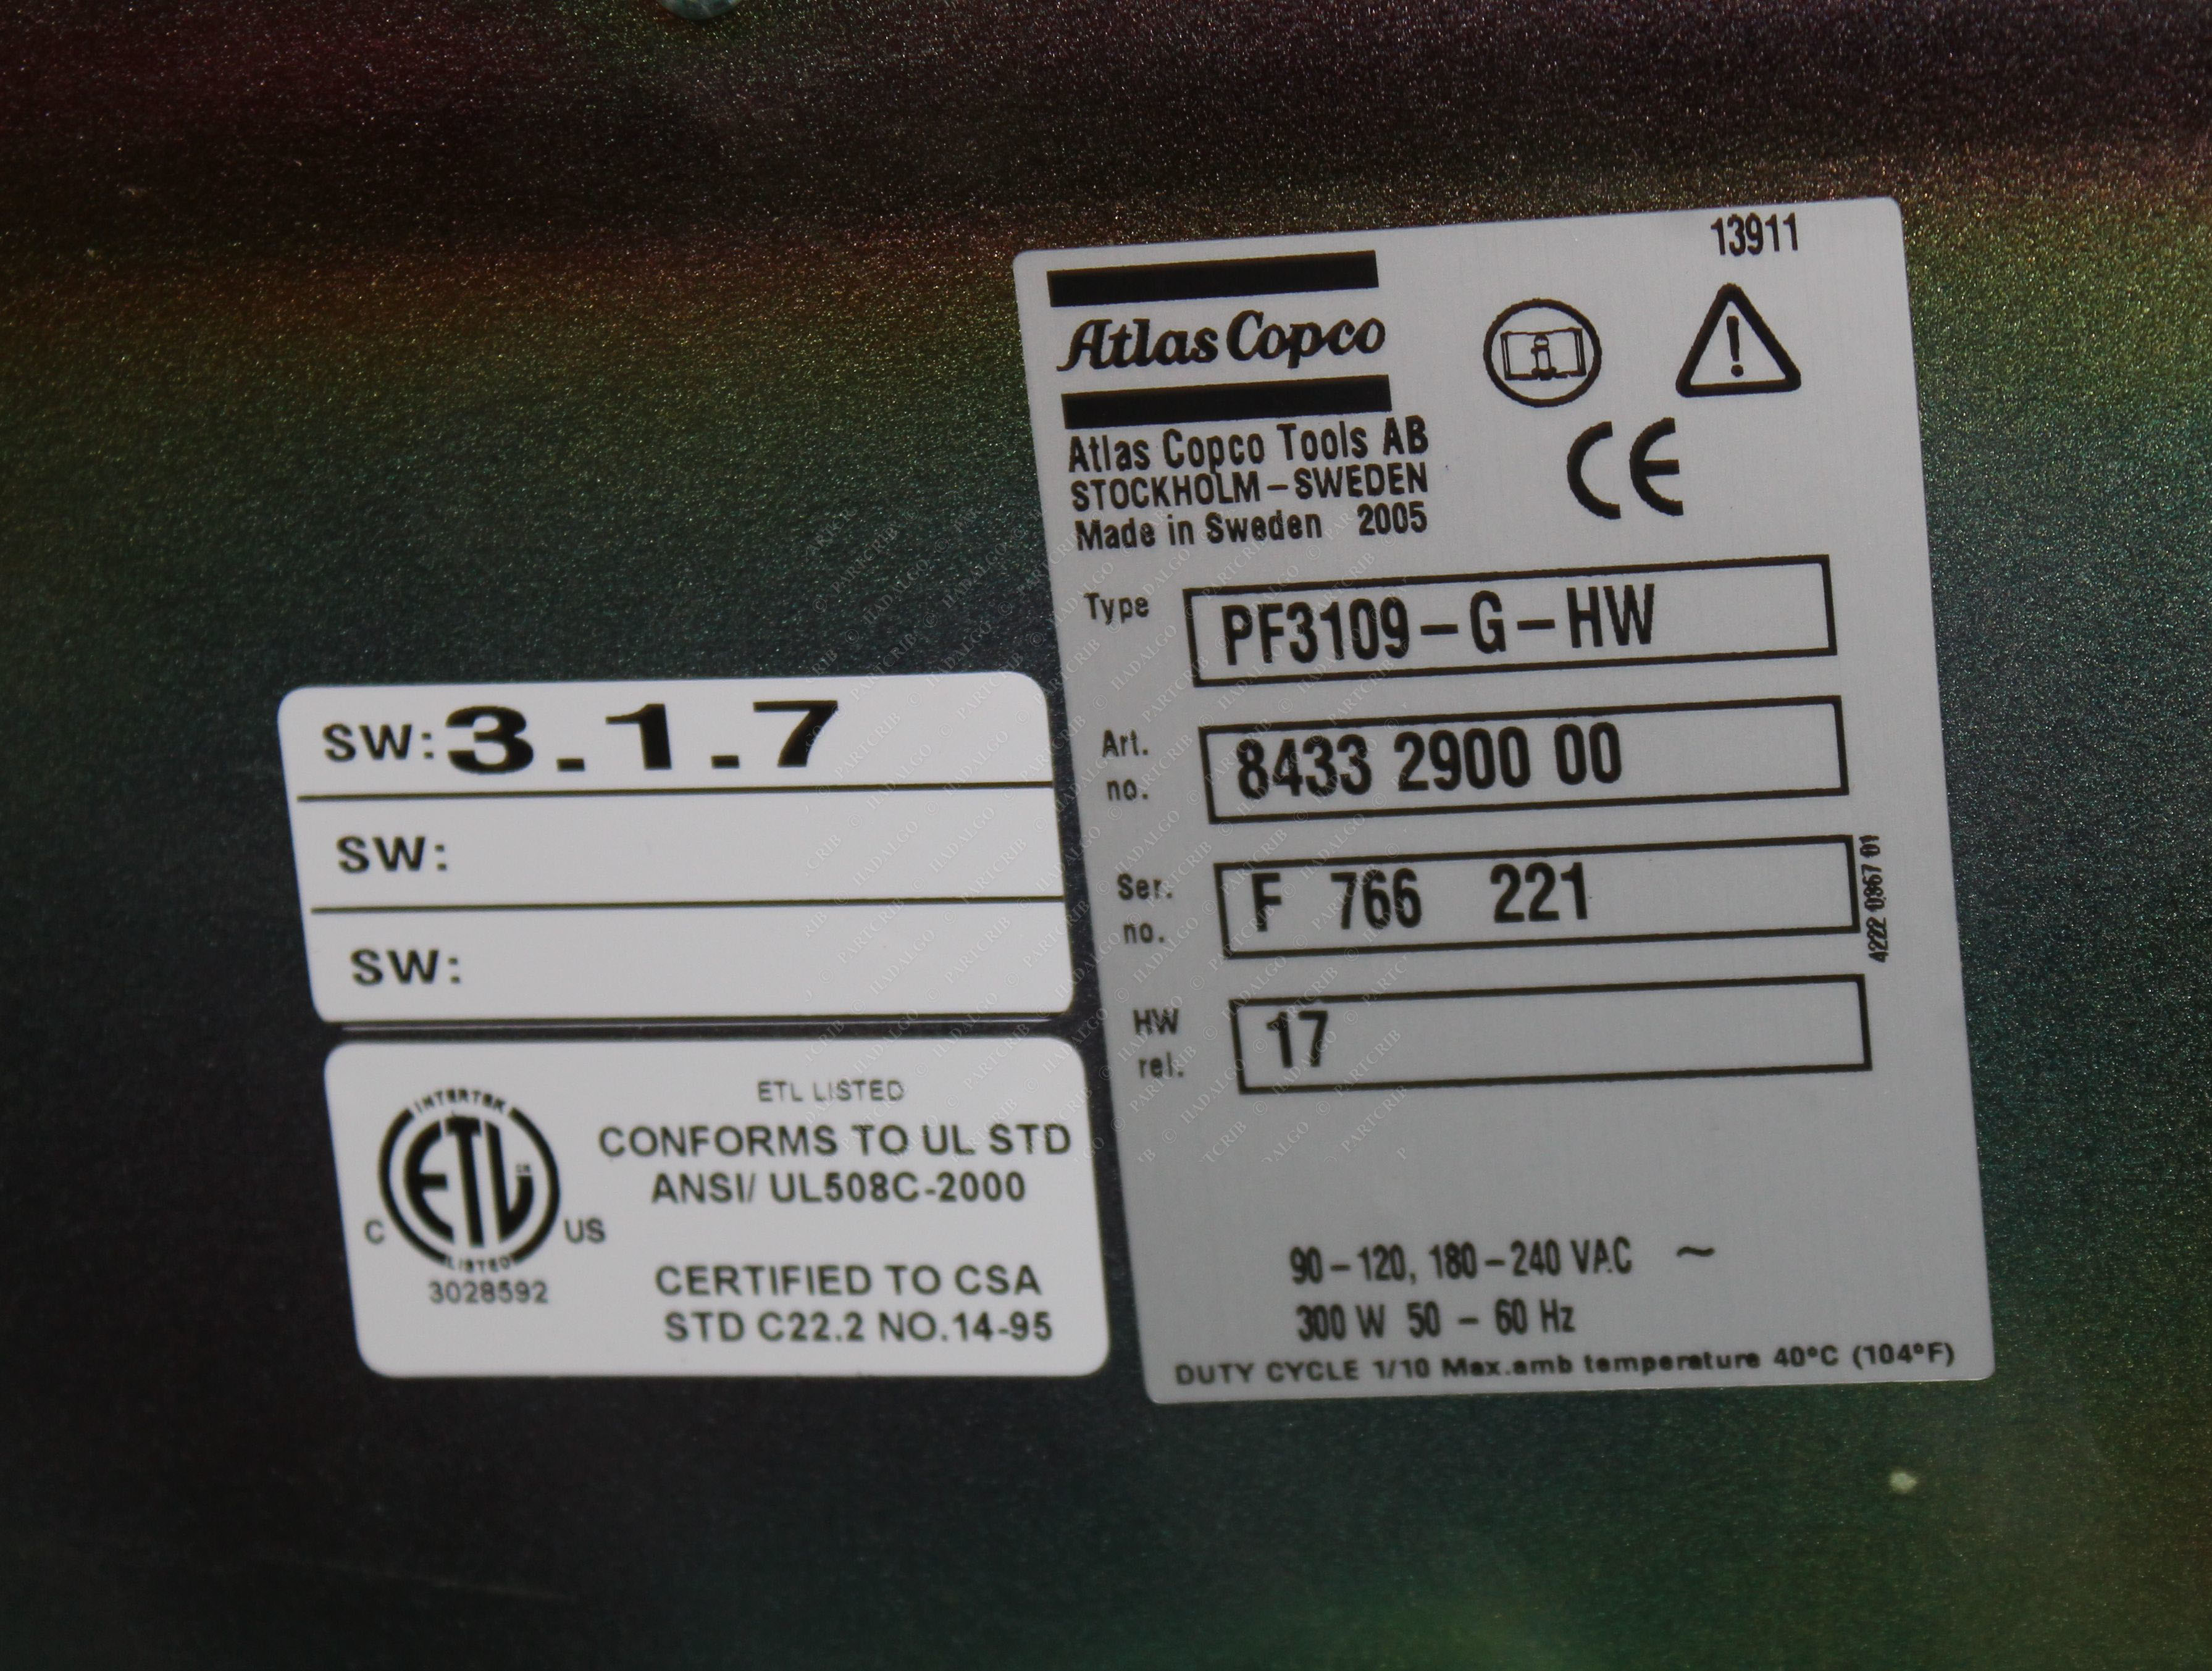 13911
Atlas Copco
Atlas Copco Tools AB
STOCKHOLM – SWEDEN
Made in Sweden 2005
CE
Type PF3109 – G – HW
Art. no. 8433 2900 00
Ser. no. F 766 221
4222 0867 01
HW rel. 17
90 – 120, 180 – 240 VAC ~
300 W 50 – 60 Hz
DUTY CYCLE 1/10 Max.amb temperature 40°C (104°F)
SW: 3.1.7
SW:
SW:
INTERTEK
ETL
LISTED
C US
3028592
ETL LISTED
CONFORMS TO UL STD
ANSI/ UL508C-2000
CERTIFIED TO CSA
STD C22.2 NO.14-95
© PARTCRIB © HADALGO